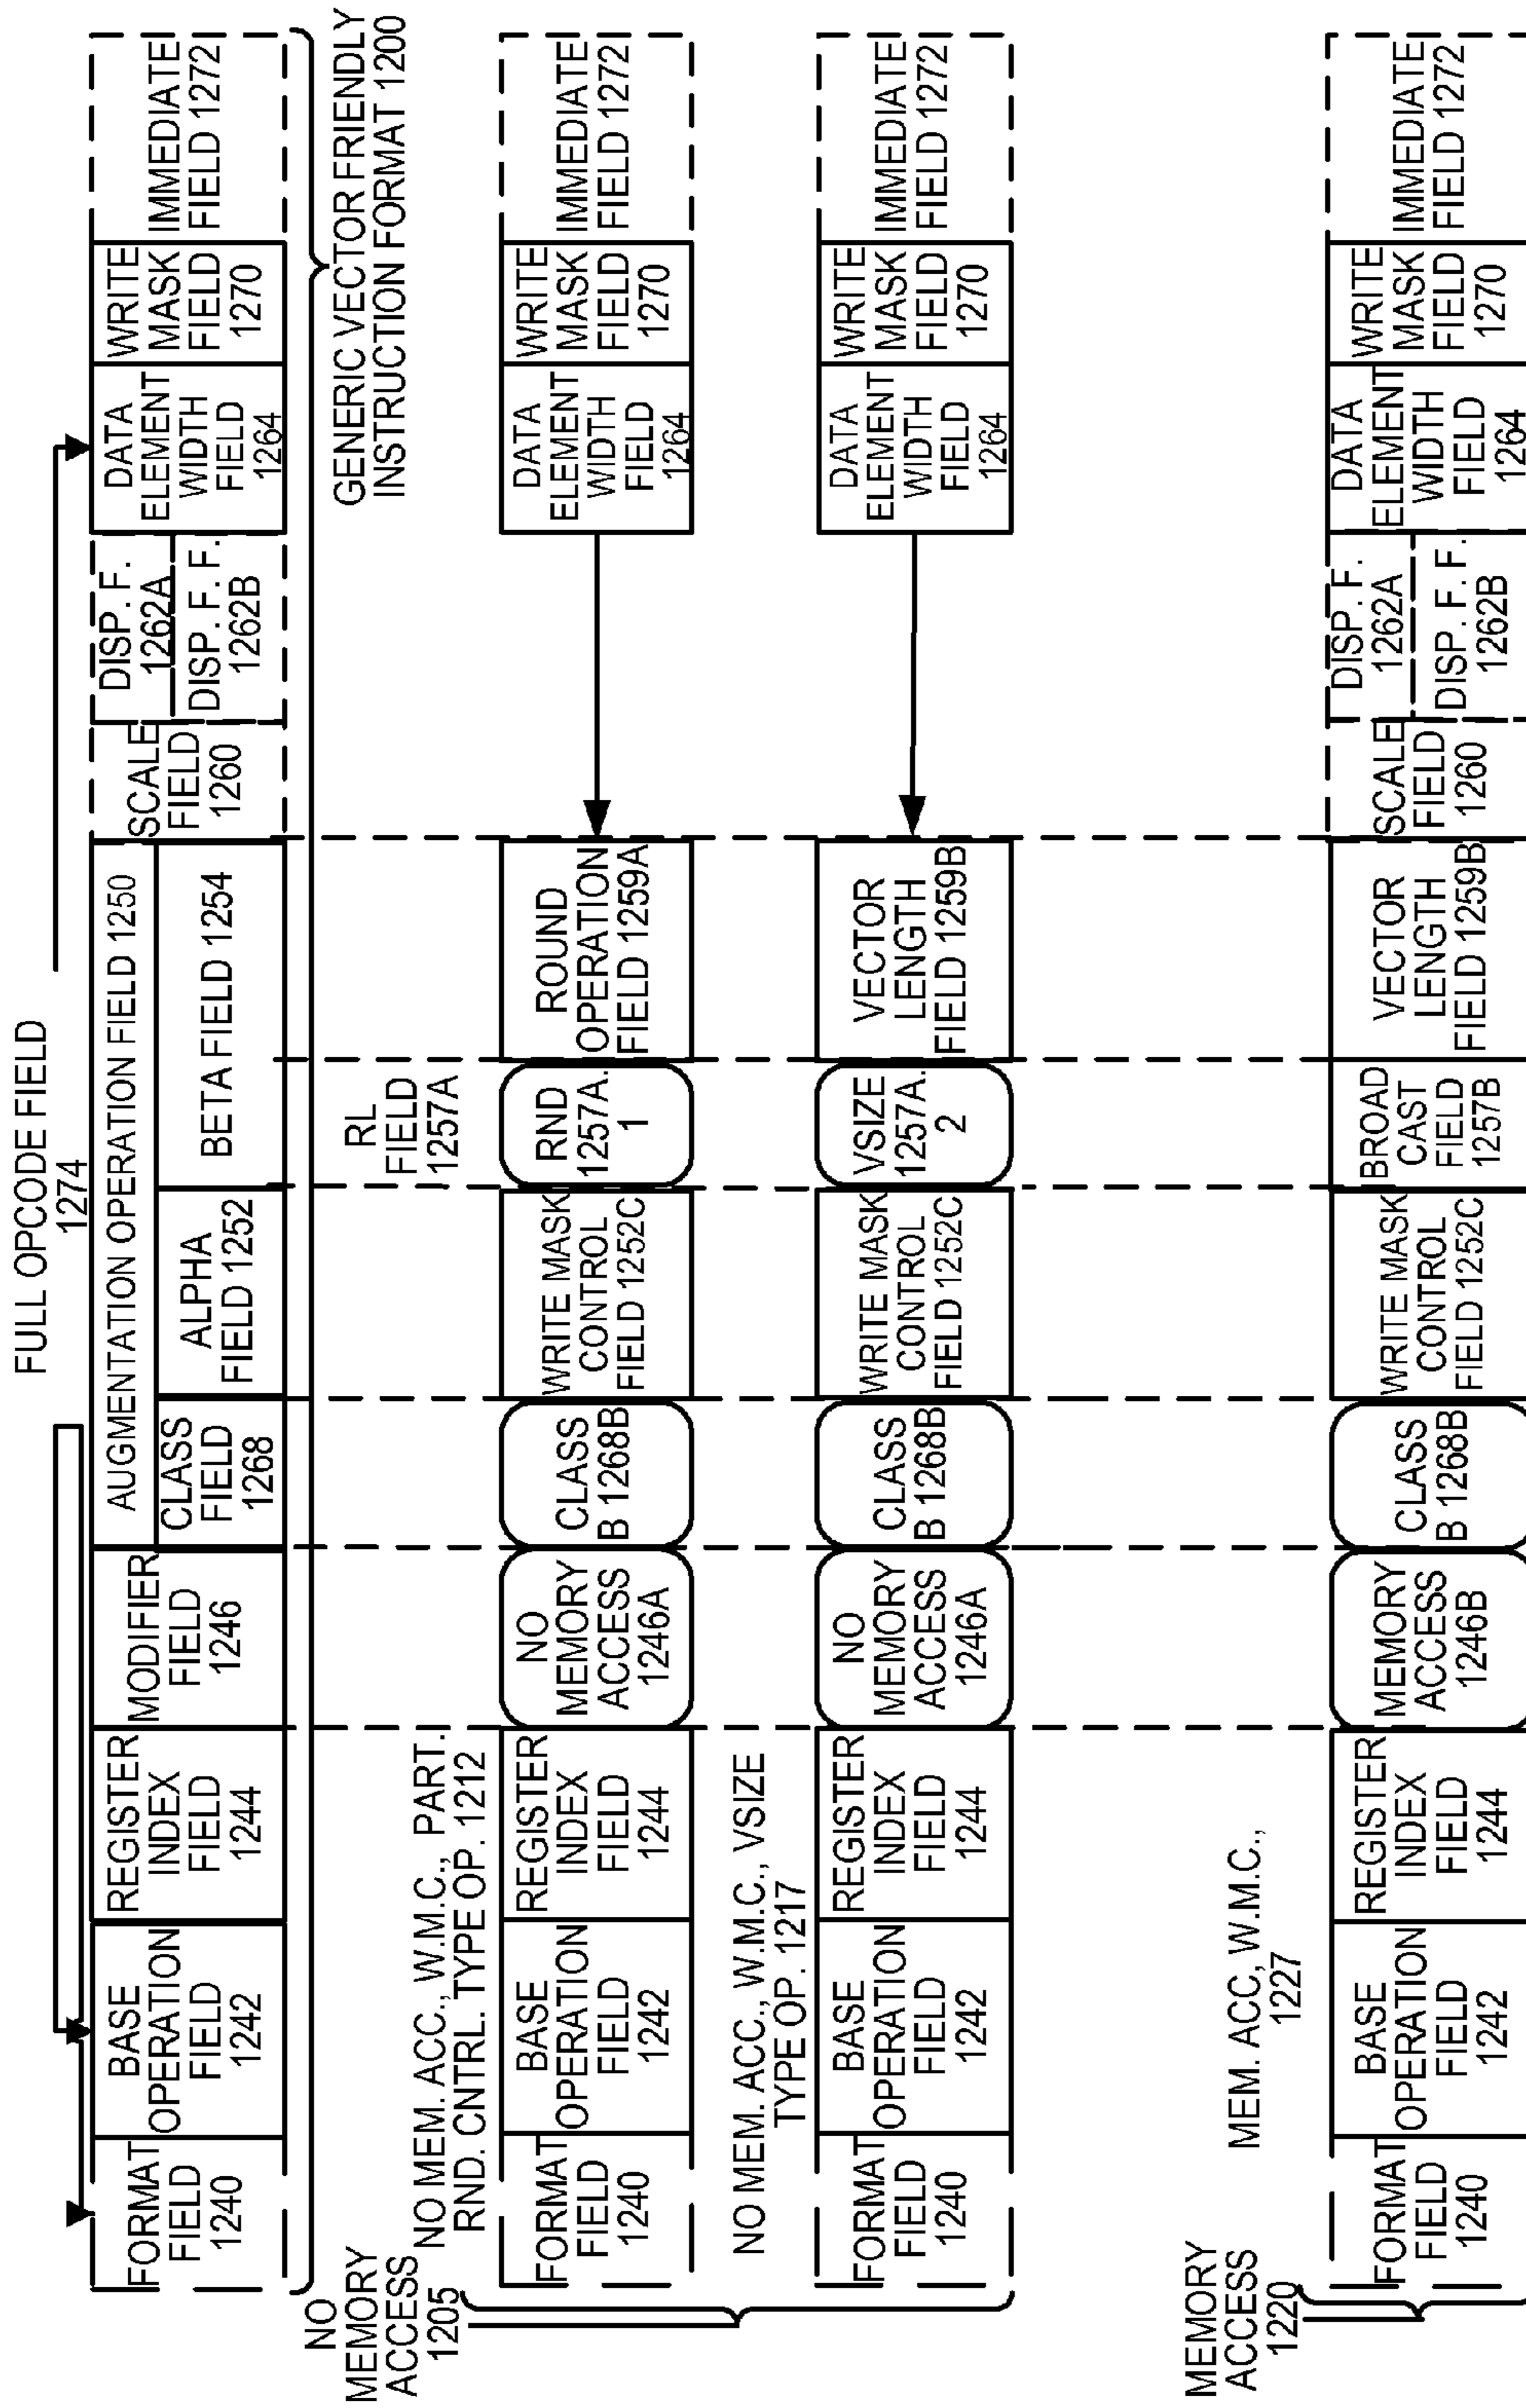 FULL OPCODE FIELD
1274
FORMAT
FIELD
1240
BASE
OPERATION
FIELD
1242
REGISTER
INDEX
FIELD
1244
MODIFIER
FIELD
1246
AUGMENTATION OPERATION FIELD 1250
CLASS
FIELD
1268
ALPHA
FIELD 1252
BETA FIELD 1254
SCALE
FIELD
1260
DISP. F.
1262A
DISP. F. F.
1262B
DATA
ELEMENT
WIDTH
FIELD
1264
WRITE
MASK
FIELD
1270
IMMEDIATE
FIELD 1272
GENERIC VECTOR FRIENDLY
INSTRUCTION FORMAT 1200
NO
MEMORY
ACCESS
1205
NO MEM. ACC., W.M.C., PART.
RND. CNTRL. TYPE OP. 1212
RL
FIELD
1257A
FORMAT
FIELD
1240
BASE
OPERATION
FIELD
1242
REGISTER
INDEX
FIELD
1244
NO
MEMORY
ACCESS
1246A
CLASS
B 1268B
WRITE MASK
CONTROL
FIELD 1252C
RND
1257A.
1
ROUND
OPERATION
FIELD 1259A
DATA
ELEMENT
WIDTH
FIELD
1264
WRITE
MASK
FIELD
1270
IMMEDIATE
FIELD 1272
NO MEM. ACC., W.M.C., VSIZE
TYPE OP. 1217
FORMAT
FIELD
1240
BASE
OPERATION
FIELD
1242
REGISTER
INDEX
FIELD
1244
NO
MEMORY
ACCESS
1246A
CLASS
B 1268B
WRITE MASK
CONTROL
FIELD 1252C
VSIZE
1257A.
2
VECTOR
LENGTH
FIELD 1259B
DATA
ELEMENT
WIDTH
FIELD
1264
WRITE
MASK
FIELD
1270
IMMEDIATE
FIELD 1272
MEMORY
ACCESS
1220
MEM. ACC, W.M.C.,
1227
FORMAT
FIELD
1240
BASE
OPERATION
FIELD
1242
REGISTER
INDEX
FIELD
1244
MEMORY
ACCESS
1246B
CLASS
B 1268B
WRITE MASK
CONTROL
FIELD 1252C
BROAD
CAST
FIELD
1257B
VECTOR
LENGTH
FIELD 1259B
SCALE
FIELD
1260
DISP. F.
1262A
DISP. F. F.
1262B
DATA
ELEMENT
WIDTH
FIELD
1264
WRITE
MASK
FIELD
1270
IMMEDIATE
FIELD 1272